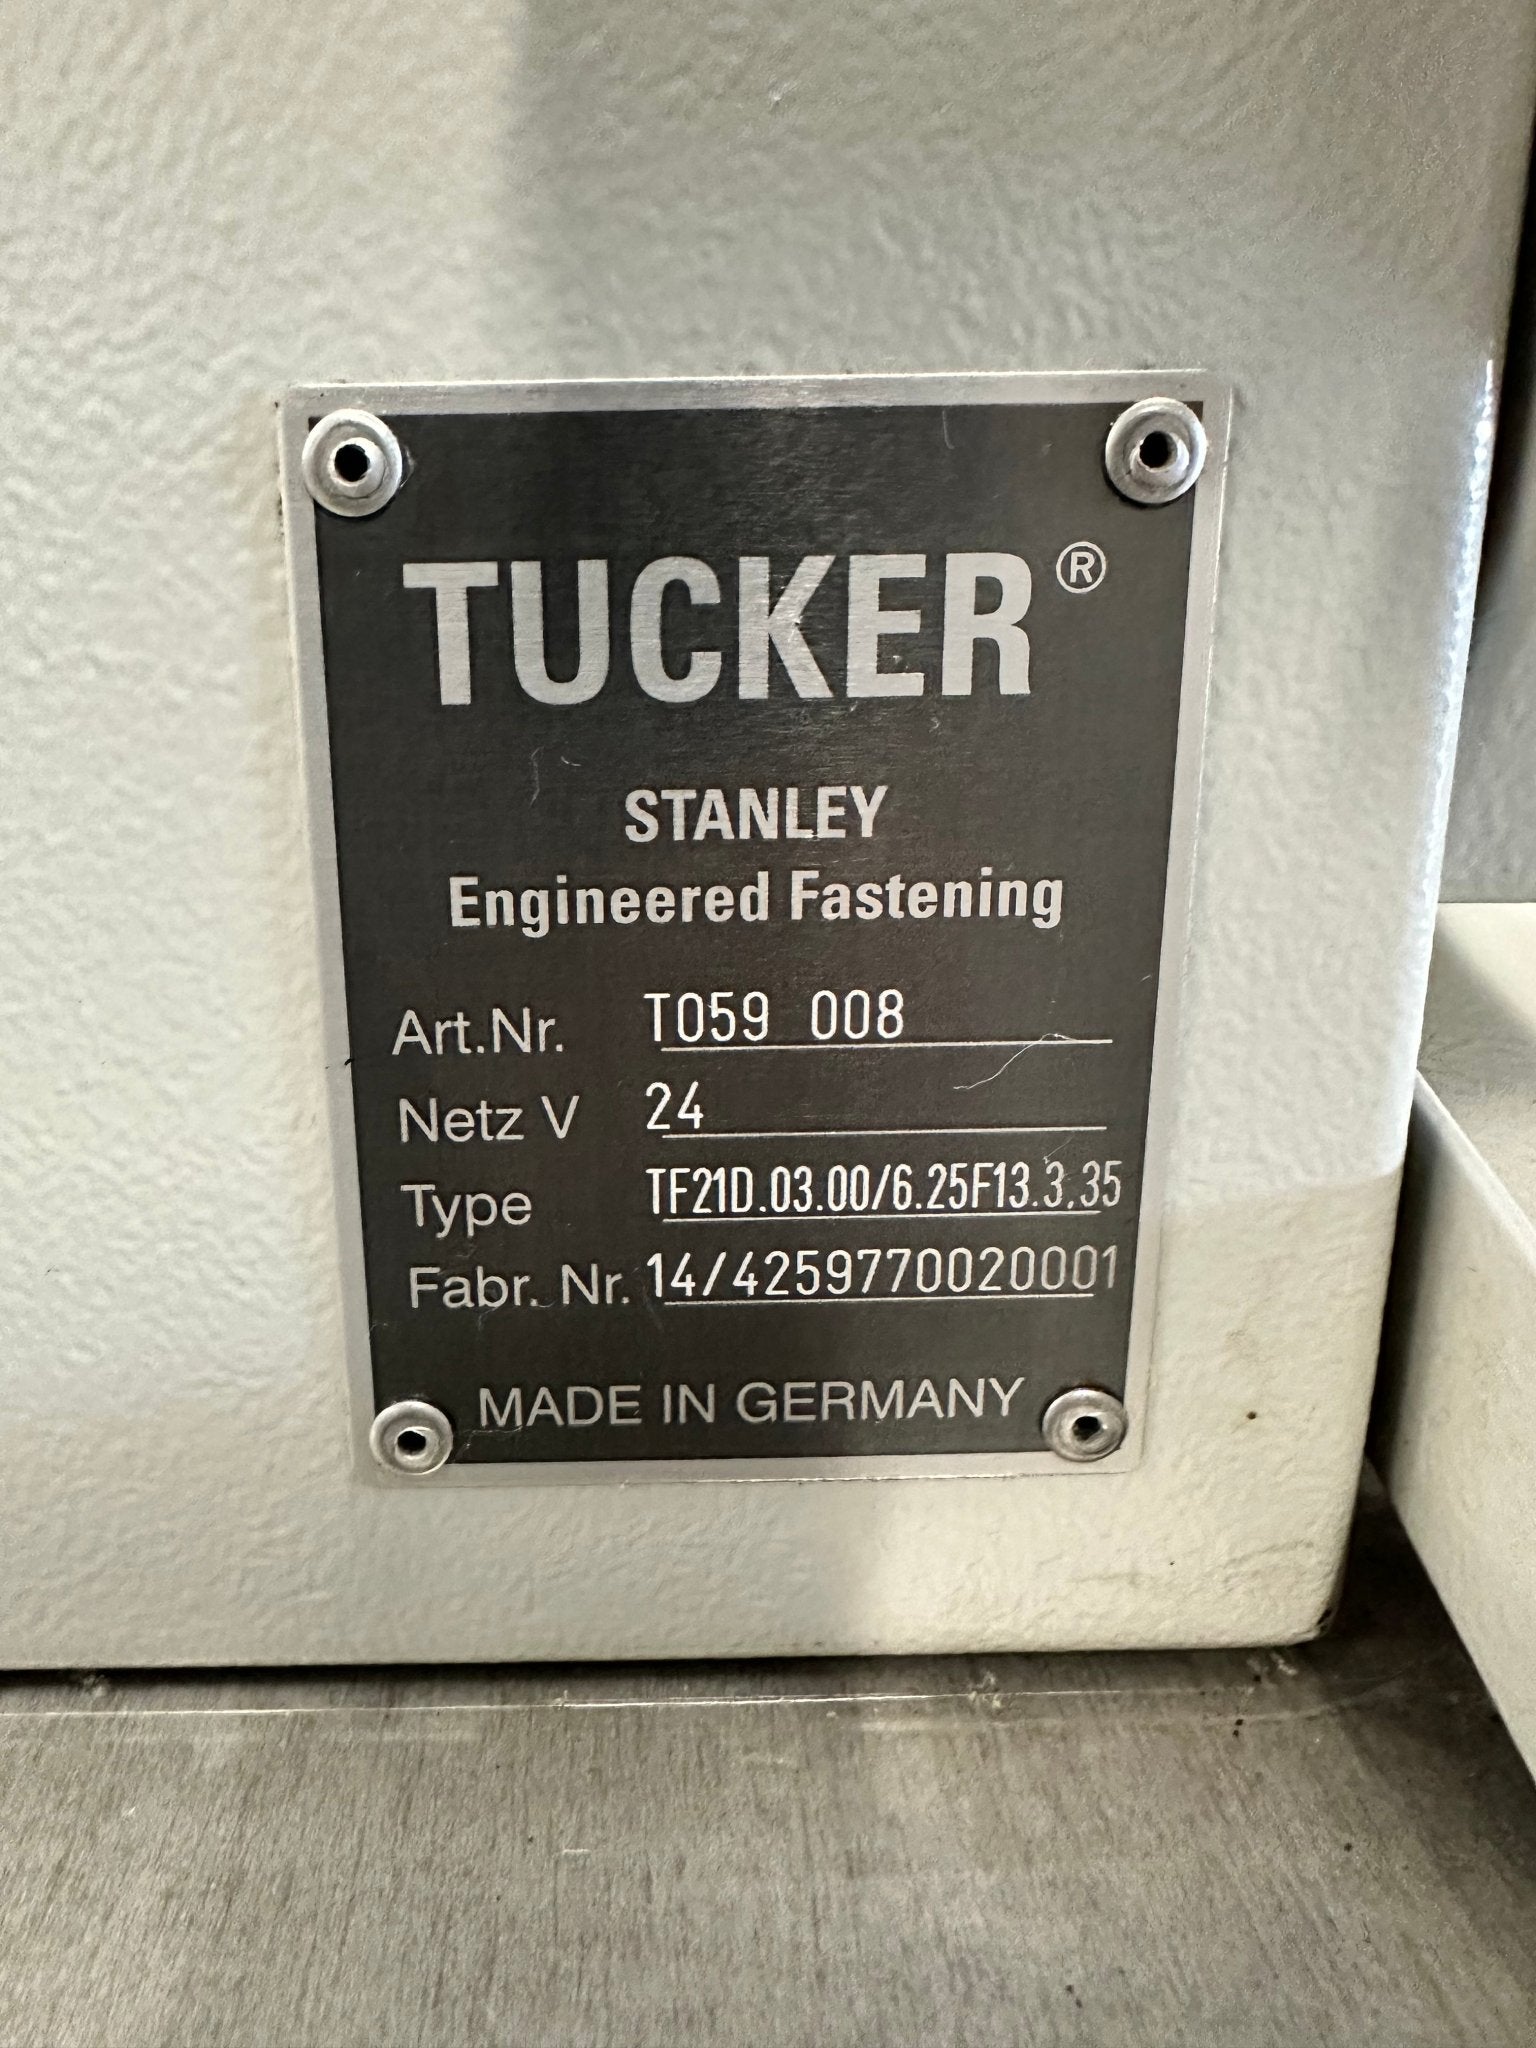 TUCKER®
STANLEY
Engineered Fastening
Art.Nr. T059 008
Netz V 24
Type TF21D.03.00/6.25F13.3.35
Fabr. Nr. 14/4259770020001
MADE IN GERMANY